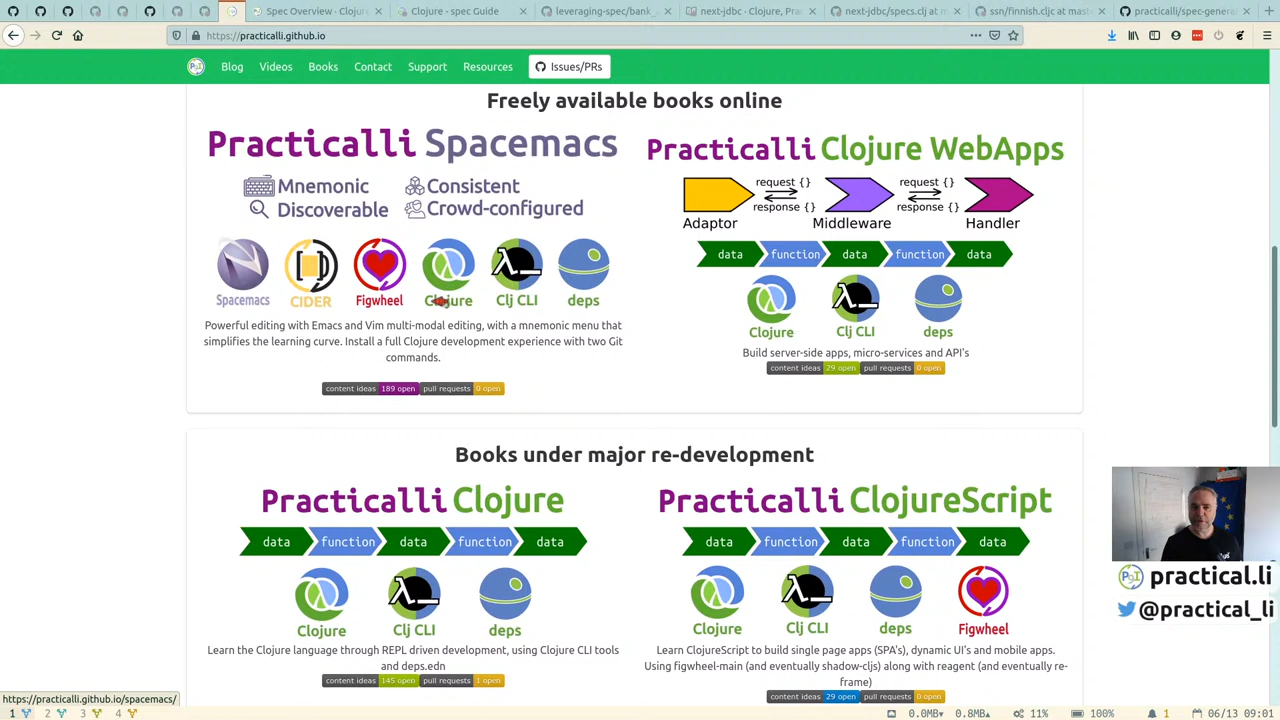 Spec Overview - Clojure
Clojure - spec Guide
leveraging-spec/bank_
next-jdbc - Clojure, Pra
next-jdbc/specs.clj at m
ssn/finnish.cljc at mast
practicalli/spec-gener
https://practicalli.github.io
Blog
Videos
Books
Contact
Support
Resources
Issues/PRs
Freely available books online
Practicalli Spacemacs
Mnemonic
Consistent
Discoverable
Crowd-configured
Spacemacs
CIDER
Figwheel
Clojure
Clj CLI
deps
Powerful editing with Emacs and Vim multi-modal editing, with a mnemonic menu that
simplifies the learning curve. Install a full Clojure development experience with two Git
commands.
content ideas 189 open
pull requests 0 open
Practicalli Clojure WebApps
request {}
request {}
response {}
response {}
Adaptor
Middleware
Handler
data
function
data
function
data
Clojure
Clj CLI
deps
Build server-side apps, micro-services and API's
content ideas 29 open
pull requests 0 open
Books under major re-development
Practicalli Clojure
data
function
data
function
data
Clojure
Clj CLI
deps
Learn the Clojure language through REPL driven development, using Clojure CLI tools
and deps.edn
content ideas 145 open
pull requests 1 open
Practicalli ClojureScript
data
function
data
function
data
Clojure
Clj CLI
deps
Figwheel
Learn ClojureScript to build single page apps (SPA's), dynamic UI's and mobile apps.
Using figwheel-main (and eventually shadow-cljs) along with reagent (and eventually re-
frame)
content ideas 29 open
pull requests 0 open
practical.li
@practical_li
https://practicalli.github.io/spacemacs/
1
2
3
4
0.0MB
0.8MB
11%
100%
1
06/13
09:01